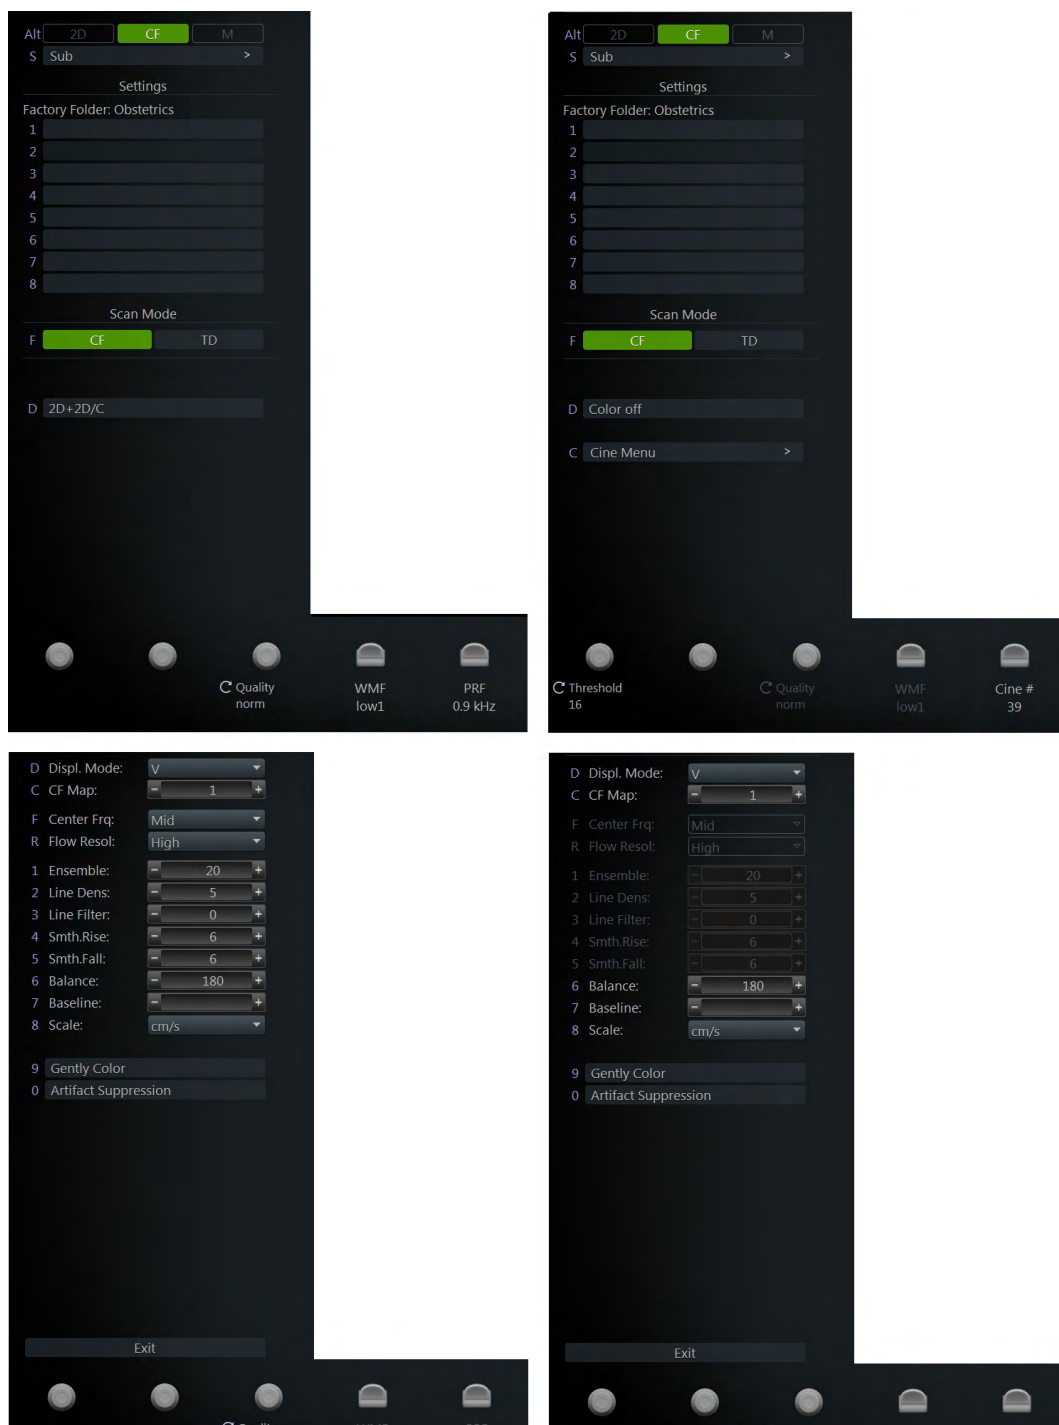 Alt 2D CF M
S Sub >
Settings
Factory Folder: Obstetrics
1
2
3
4
5
6
7
8
Scan Mode
F CF TD
D 2D+2D/C
Quality WMF PRF
norm low1 0.9 kHz
Alt 2D CF M
S Sub >
Settings
Factory Folder: Obstetrics
1
2
3
4
5
6
7
8
Scan Mode
F CF TD
D Color off
C Cine Menu >
Threshold Quality WMF Cine #
16 norm low1 39
D Displ. Mode: V
C CF Map: - 1 +
F Center Frq: Mid
R Flow Resol: High
1 Ensemble: - 20 +
2 Line Dens: - 5 +
3 Line Filter: - 0 +
4 Smth.Rise: - 6 +
5 Smth.Fall: - 6 +
6 Balance: - 180 +
7 Baseline: - +
8 Scale: cm/s
9 Gently Color
0 Artifact Suppression
Exit
D Displ. Mode: V
C CF Map: - 1 +
F Center Frq: Mid
R Flow Resol: High
1 Ensemble: - 20 +
2 Line Dens: - 5 +
3 Line Filter: - 0 +
4 Smth.Rise: - 6 +
5 Smth.Fall: - 6 +
6 Balance: - 180 +
7 Baseline: - +
8 Scale: cm/s
9 Gently Color
0 Artifact Suppression
Exit